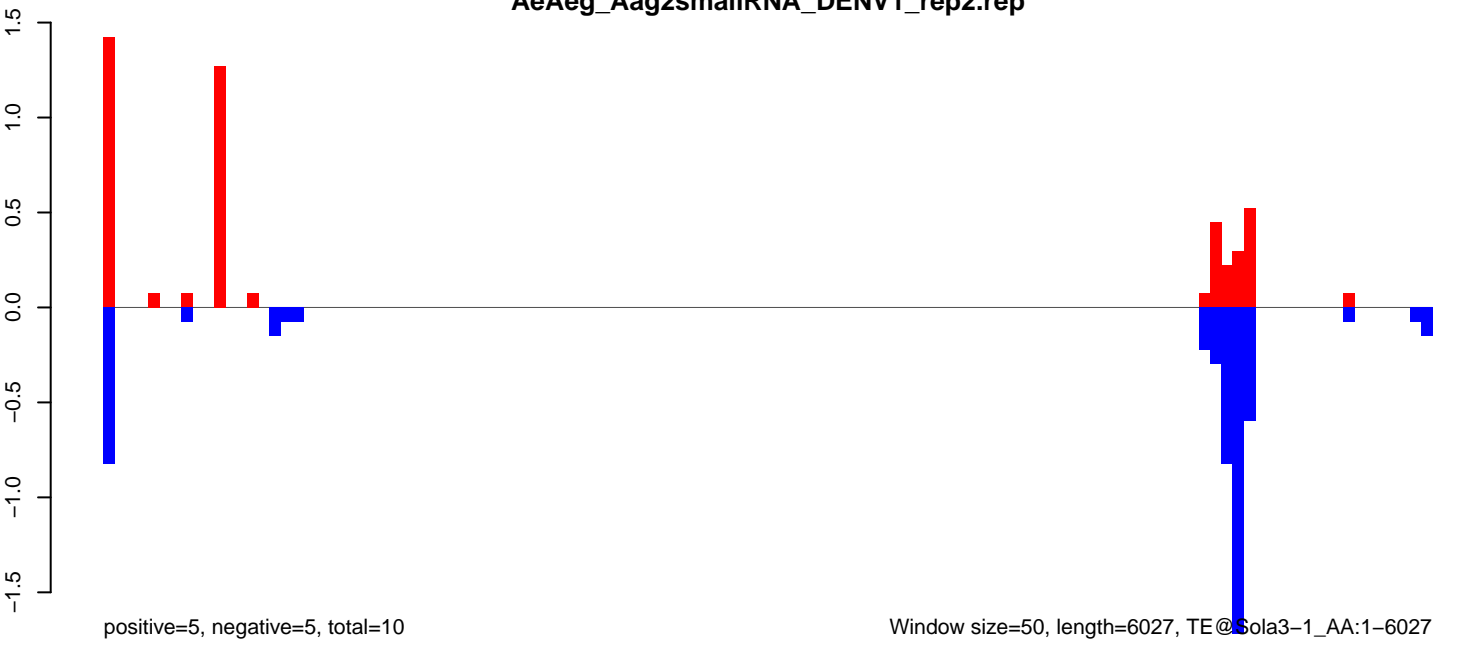 AeAeg_Aag2smallRNA_DENV1_rep2.rep
1.5
1.0
0.5
0.0
−0.5
−1.0
−1.5
positive=5, negative=5, total=10
Window size=50, length=6027, TE@Sola3−1_AA:1−6027